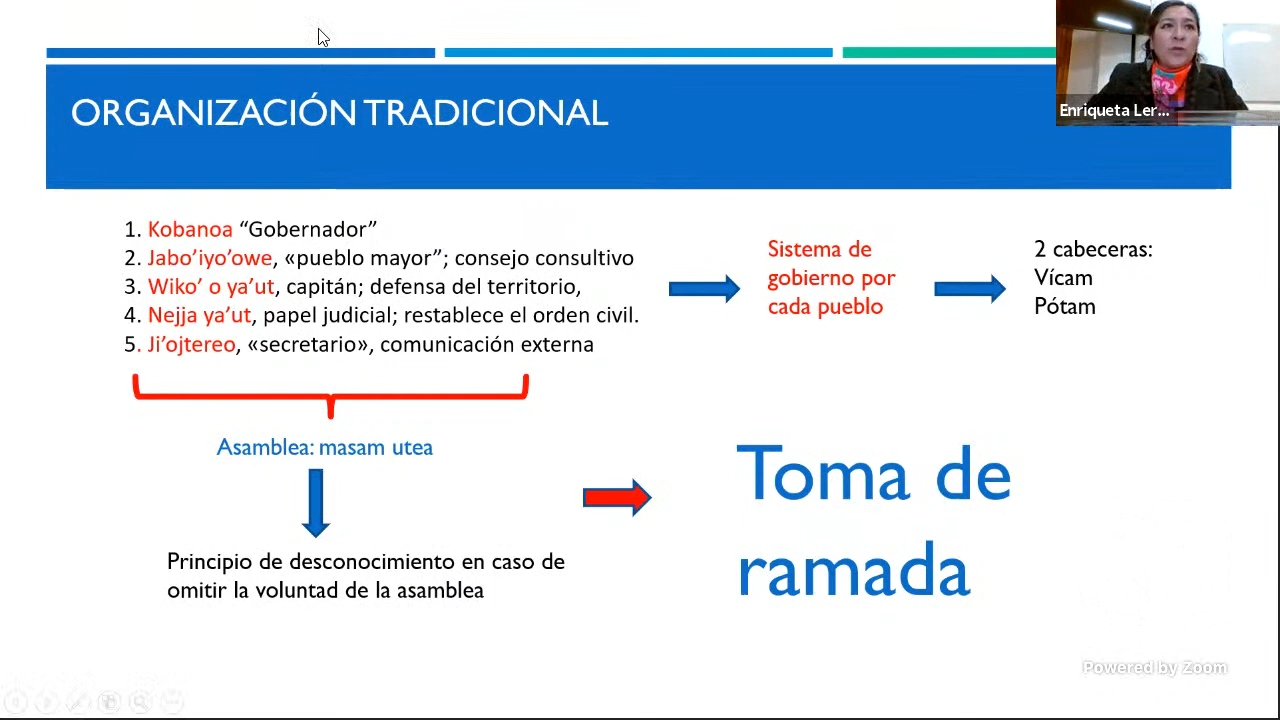 ORGANIZACIÓN TRADICIONAL
Enriqueta Ler...
1. Kobanoa “Gobernador”
2. Jabo’iyo’owe, «pueblo mayor”; consejo consultivo
3. Wiko’ o ya’ut, capitán; defensa del territorio,
4. Nejja ya’ut, papel judicial; restablece el orden civil.
5. Ji’ojtereo, «secretario», comunicación externa
Sistema de
gobierno por
cada pueblo
2 cabeceras:
Vícam
Pótam
Asamblea: masam utea
Principio de desconocimiento en caso de
omitir la voluntad de la asamblea
Toma de
ramada
Powered by Zoom